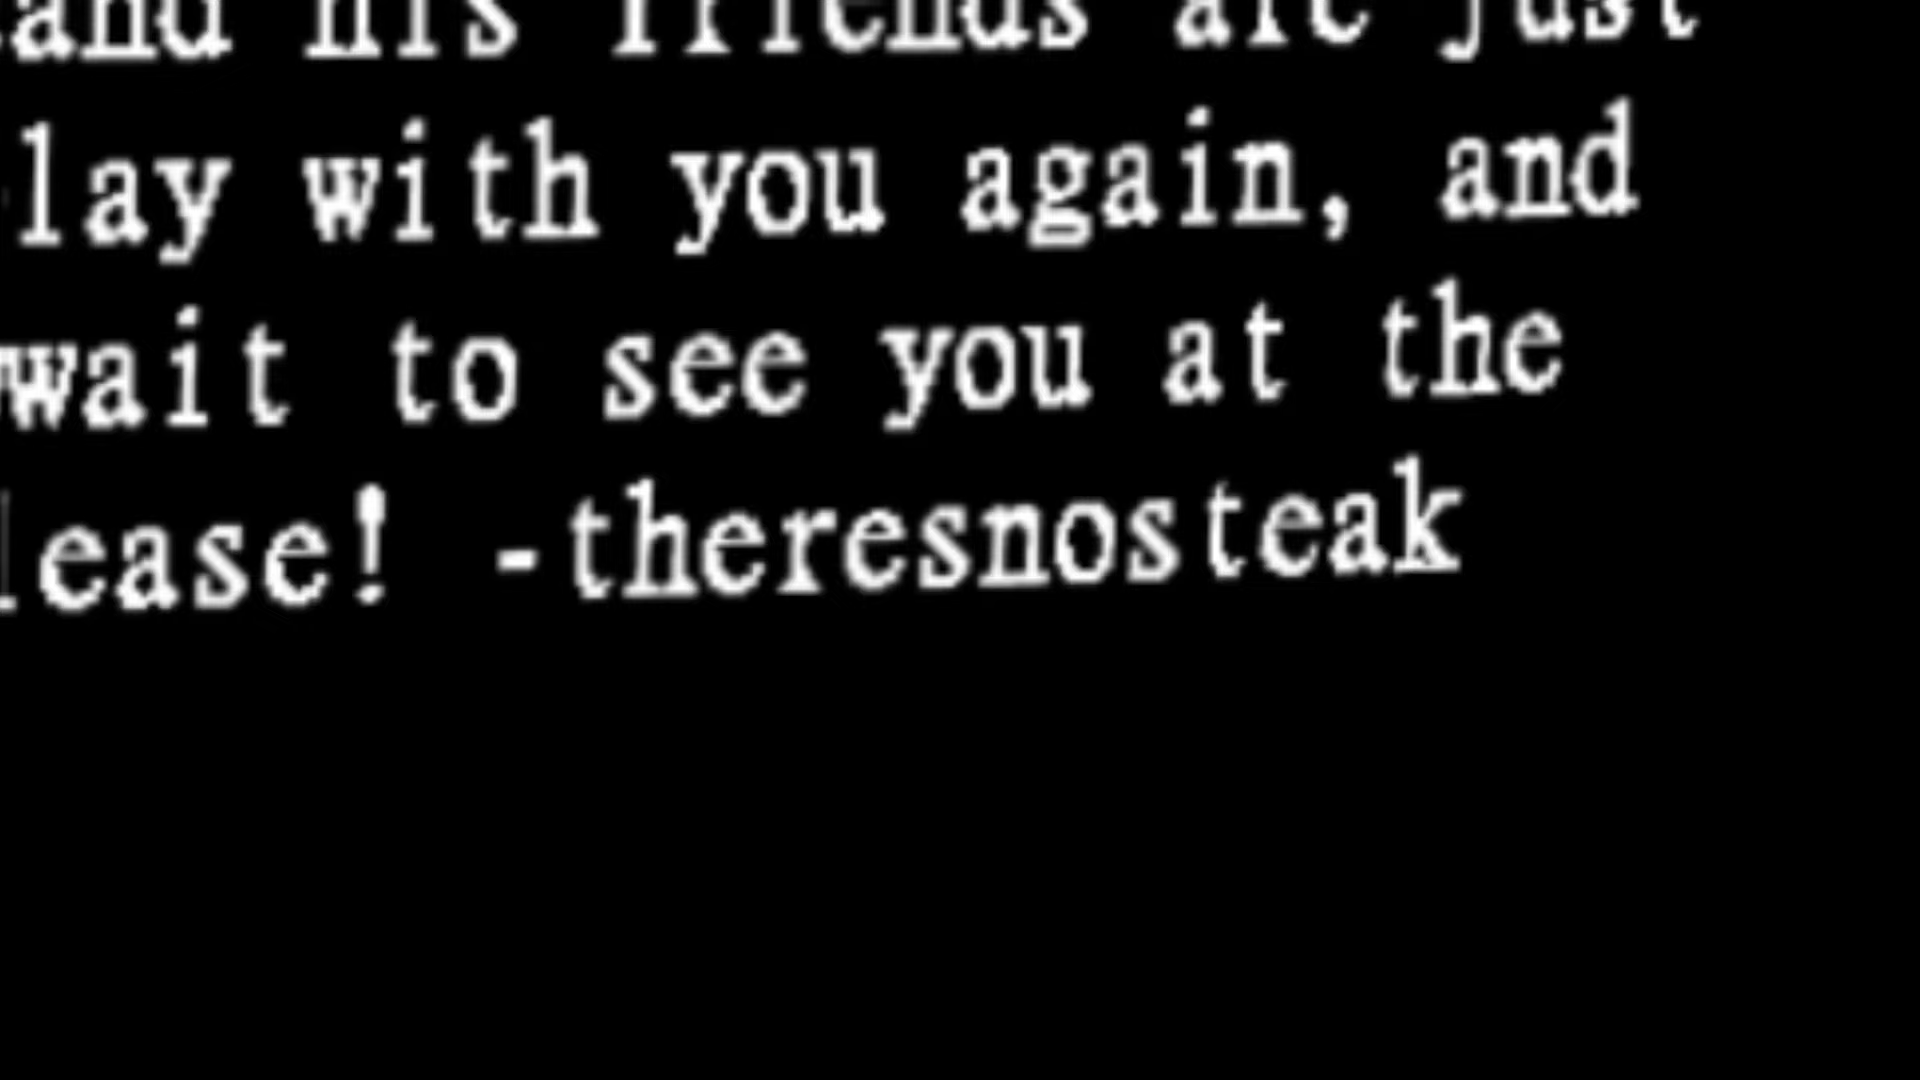 and his friends are just
lay with you again, and
wait to see you at the
lease! -theresnosteak